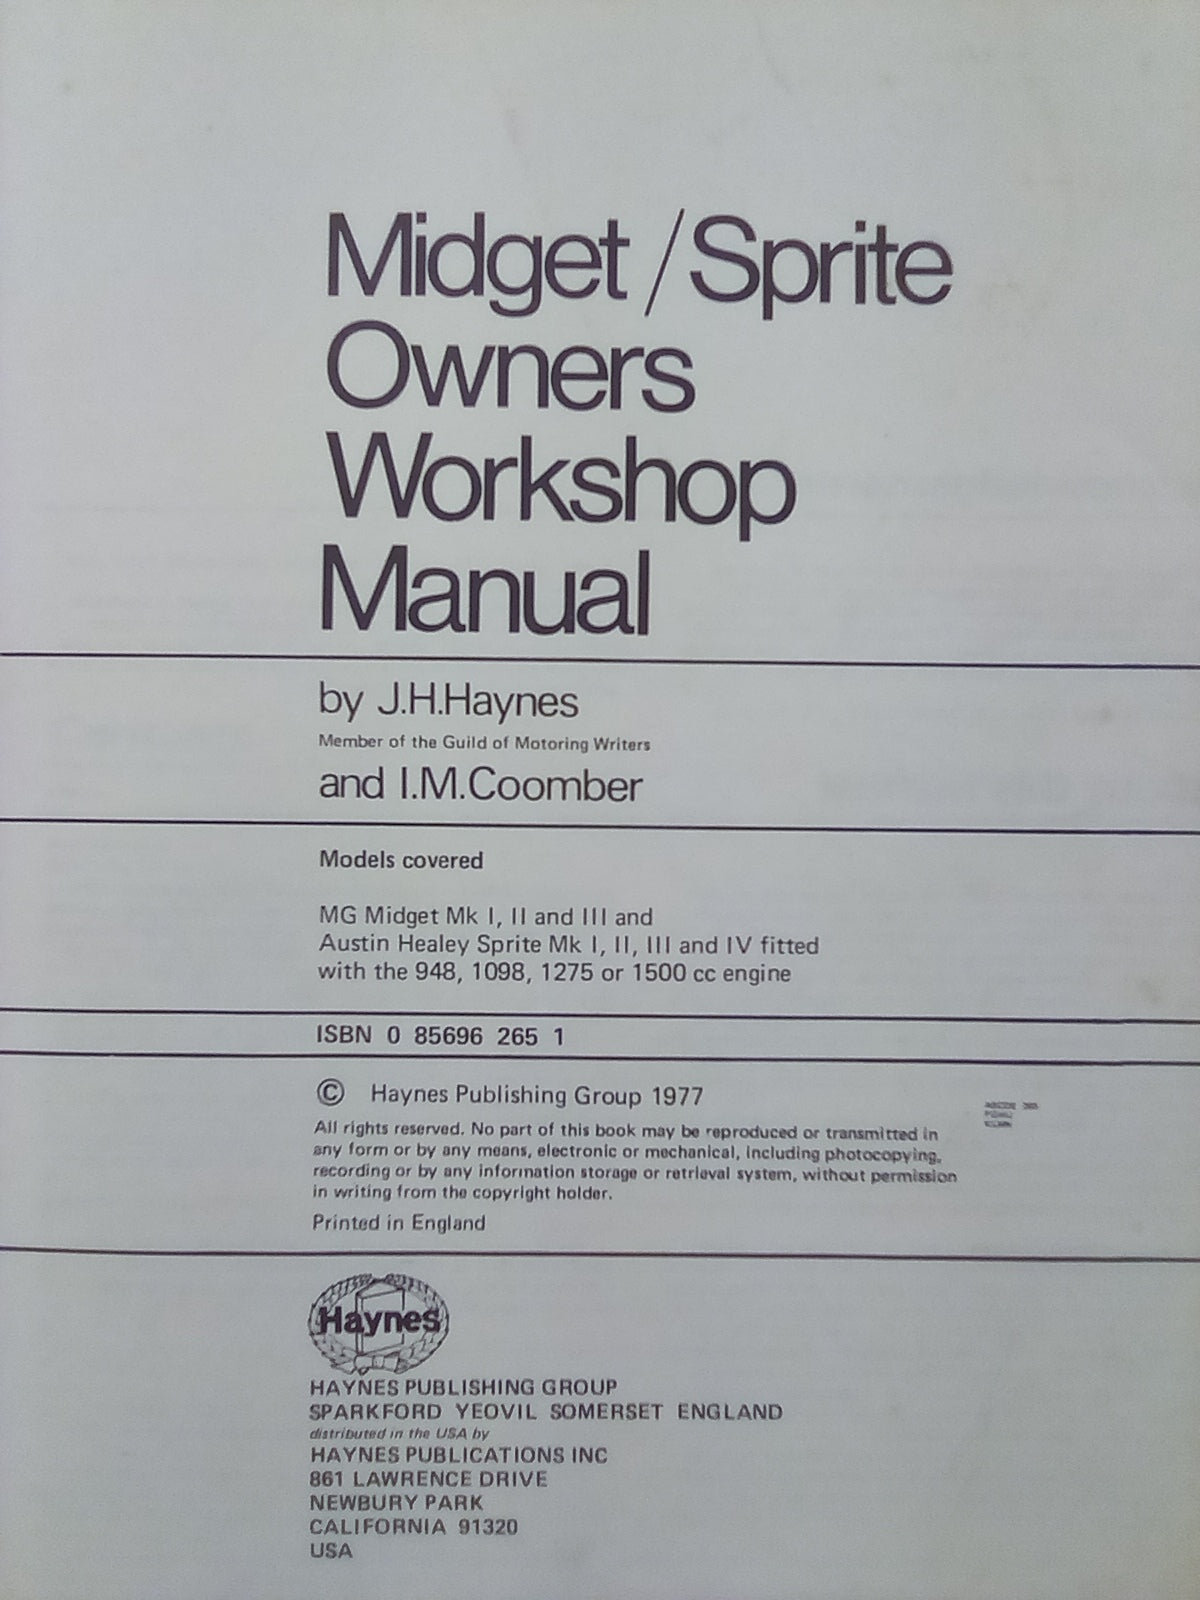 Midget / Sprite
Owners
Workshop
Manual
by J.H.Haynes
Member of the Guild of Motoring Writers
and I.M.Coomber
Models covered
MG Midget Mk I, II and III and
Austin Healey Sprite Mk I, II, III and IV fitted
with the 948, 1098, 1275 or 1500 cc engine
ISBN 0 85696 265 1
© Haynes Publishing Group 1977
All rights reserved. No part of this book may be reproduced or transmitted in
any form or by any means, electronic or mechanical, including photocopying,
recording or by any information storage or retrieval system, without permission
in writing from the copyright holder.
Printed in England
Haynes
HAYNES PUBLISHING GROUP
SPARKFORD YEOVIL SOMERSET ENGLAND
distributed in the USA by
HAYNES PUBLICATIONS INC
861 LAWRENCE DRIVE
NEWBURY PARK
CALIFORNIA 91320
USA